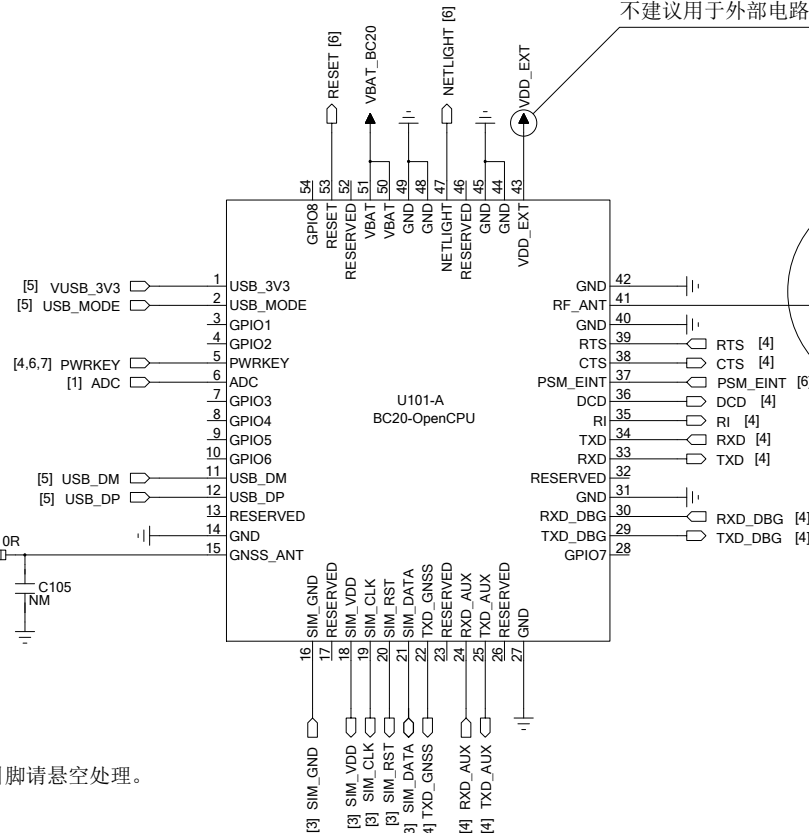 不建议用于外部电路
RESET [6]
VBAT_BC20
NETLIGHT [6]
VDD_EXT
54
53
52
51
50
49
48
47
46
45
44
43
GPIO8
RESET
RESERVED
VBAT
VBAT
GND
GND
NETLIGHT
RESERVED
GND
GND
VDD_EXT
[5] VUSB_3V3 1 USB_3V3
[5] USB_MODE 2 USB_MODE
3 GPIO1
4 GPIO2
[4,6,7] PWRKEY 5 PWRKEY
[1] ADC 6 ADC
7 GPIO3
8 GPIO4
9 GPIO5
10 GPIO6
[5] USB_DM 11 USB_DM
[5] USB_DP 12 USB_DP
13 RESERVED
14 GND
0R 15 GNSS_ANT
C105
NM
U101-A
BC20-OpenCPU
GND 42
RF_ANT 41
GND 40
RTS 39 RTS [4]
CTS 38 CTS [4]
PSM_EINT 37 PSM_EINT [6]
DCD 36 DCD [4]
RI 35 RI [4]
TXD 34 RXD [4]
RXD 33 TXD [4]
RESERVED 32
GND 31
RXD_DBG 30 RXD_DBG [4]
TXD_DBG 29 TXD_DBG [4]
GPIO7 28
SIM_GND
RESERVED
SIM_VDD
SIM_CLK
SIM_RST
SIM_DATA
TXD_GNSS
RESERVED
RXD_AUX
TXD_AUX
RESERVED
GND
16
17
18
19
20
21
22
23
24
25
26
27
[3] SIM_GND
[3] SIM_VDD
[3] SIM_CLK
[3] SIM_RST
3] SIM_DATA
4] TXD_GNSS
[4] RXD_AUX
[4] TXD_AUX
脚请悬空处理。